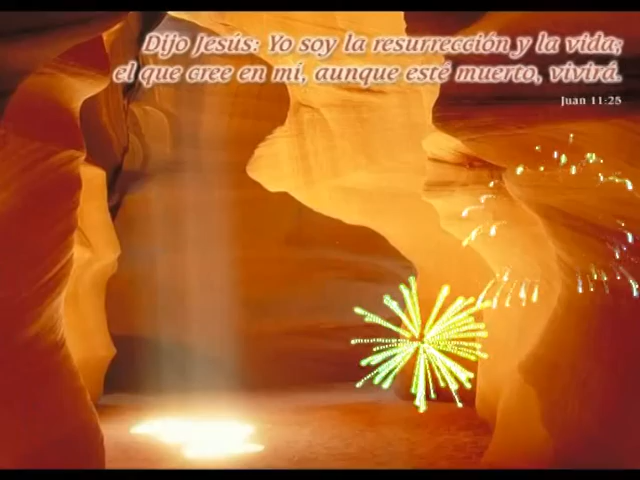 Dijo Jesús: Yo soy la resurrección y la vida;
el que cree en mí, aunque esté muerto, vivirá.
Juan 11:25